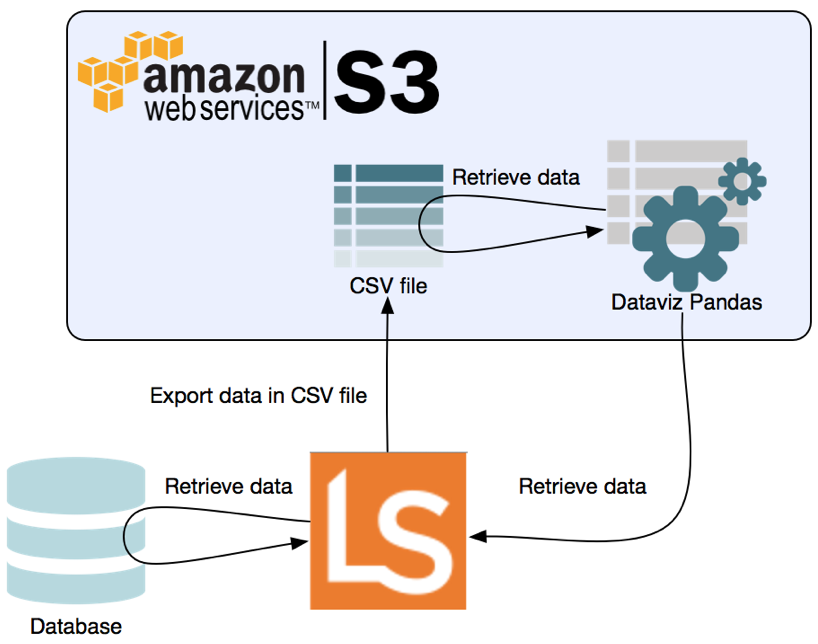 amazon
web services™
S3
Retrieve data
CSV file
Dataviz Pandas
Export data in CSV file
Retrieve data
Retrieve data
LS
Database